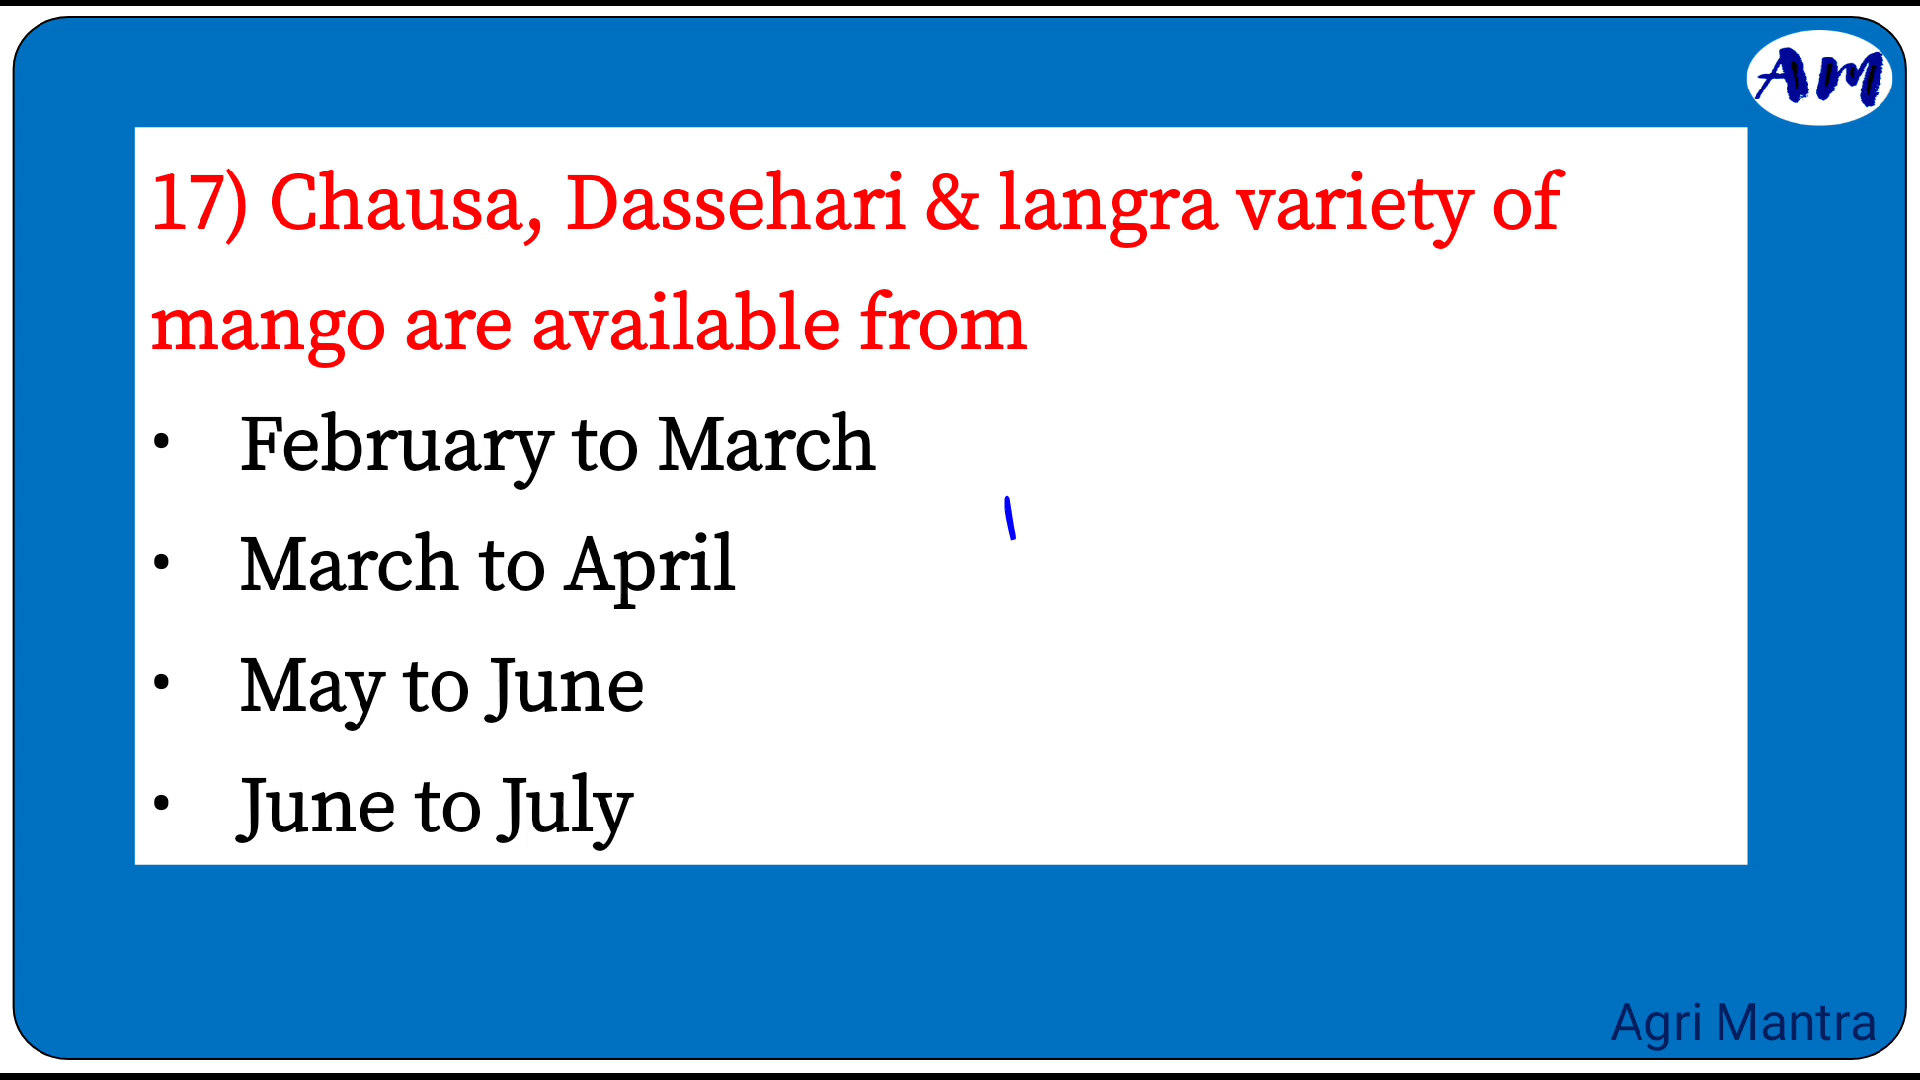 AM
17) Chausa, Dassehari & langra variety of
mango are available from
• February to March
• March to April
• May to June
• June to July
Agri Mantra